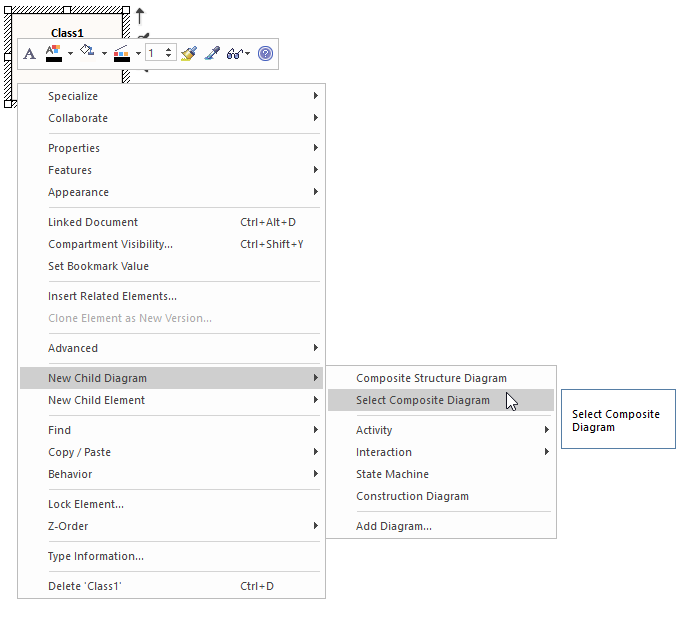 Class1
A
A
1
Specialize
Collaborate
Properties
Features
Appearance
Linked Document Ctrl+Alt+D
Compartment Visibility... Ctrl+Shift+Y
Set Bookmark Value
Insert Related Elements...
Clone Element as New Version...
Advanced
New Child Diagram
New Child Element
Find
Copy / Paste
Behavior
Lock Element...
Z-Order
Type Information...
Delete 'Class1' Ctrl+D
Composite Structure Diagram
Select Composite Diagram
Activity
Interaction
State Machine
Construction Diagram
Add Diagram...
Select Composite
Diagram